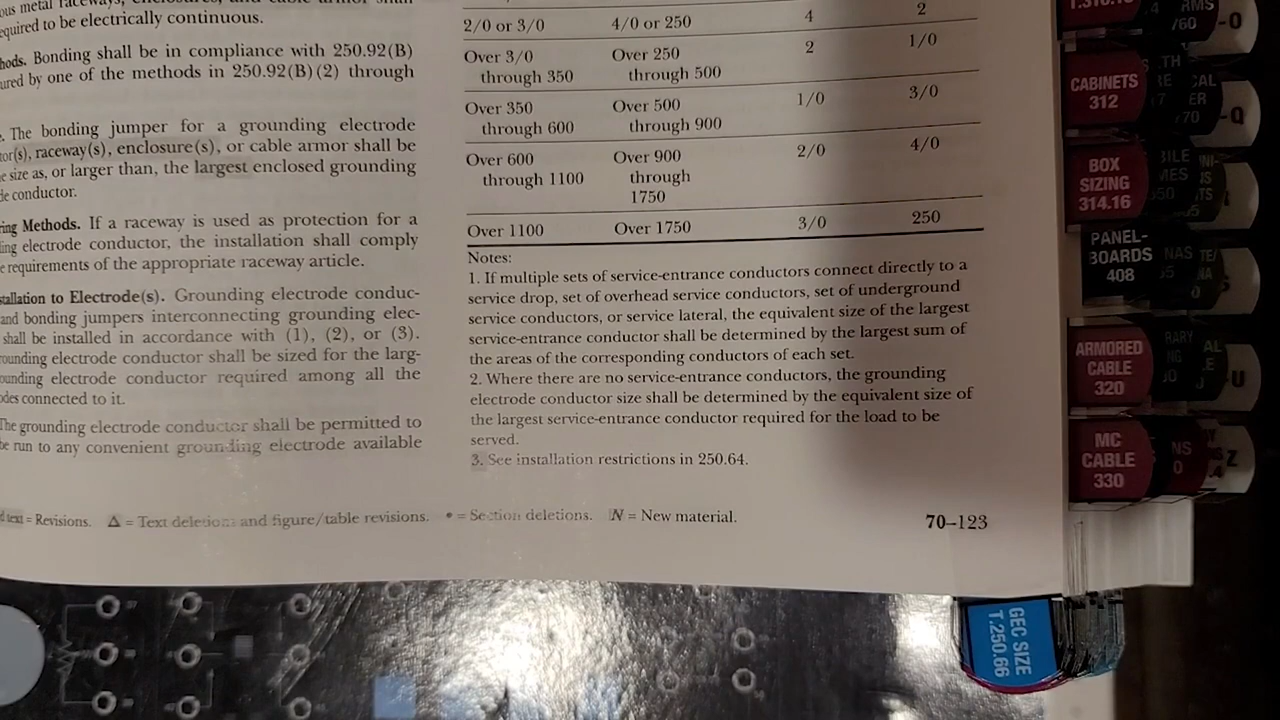 equired to be electrically continuous.
hods. Bonding shall be in compliance with 250.92(B)
ured by one of the methods in 250.92(B)(2) through
. The bonding jumper for a grounding electrode
tor(s), raceway(s), enclosure(s), or cable armor shall be
e size as, or larger than, the largest enclosed grounding
de conductor.
ring Methods. If a raceway is used as protection for a
ing electrode conductor, the installation shall comply
e requirements of the appropriate raceway article.
stallation to Electrode(s). Grounding electrode conduc-
and bonding jumpers interconnecting grounding elec-
shall be installed in accordance with (1), (2), or (3).
rounding electrode conductor shall be sized for the larg-
ounding electrode conductor required among all the
odes connected to it.
The grounding electrode conductor shall be permitted to
be run to any convenient grounding electrode available
2/0 or 3/0 4/0 or 250 4 2
Over 3/0 Over 250 2 1/0
through 350 through 500
Over 350 Over 500 1/0 3/0
through 600 through 900
Over 600 Over 900 2/0 4/0
through 1100 through
1750
Over 1100 Over 1750 3/0 250
Notes:
1. If multiple sets of service-entrance conductors connect directly to a
service drop, set of overhead service conductors, set of underground
service conductors, or service lateral, the equivalent size of the largest
service-entrance conductor shall be determined by the largest sum of
the areas of the corresponding conductors of each set.
2. Where there are no service-entrance conductors, the grounding
electrode conductor size shall be determined by the equivalent size of
the largest service-entrance conductor required for the load to be
served.
3. See installation restrictions in 250.64.
d text = Revisions. Δ = Text deletions and figure/table revisions. • = Section deletions. N = New material.
70–123
CABINETS
312
BOX
SIZING
314.16
PANEL-
BOARDS
408
ARMORED
CABLE
320
MC
CABLE
330
O
Q
U
Z
GEC SIZE
T.250.66